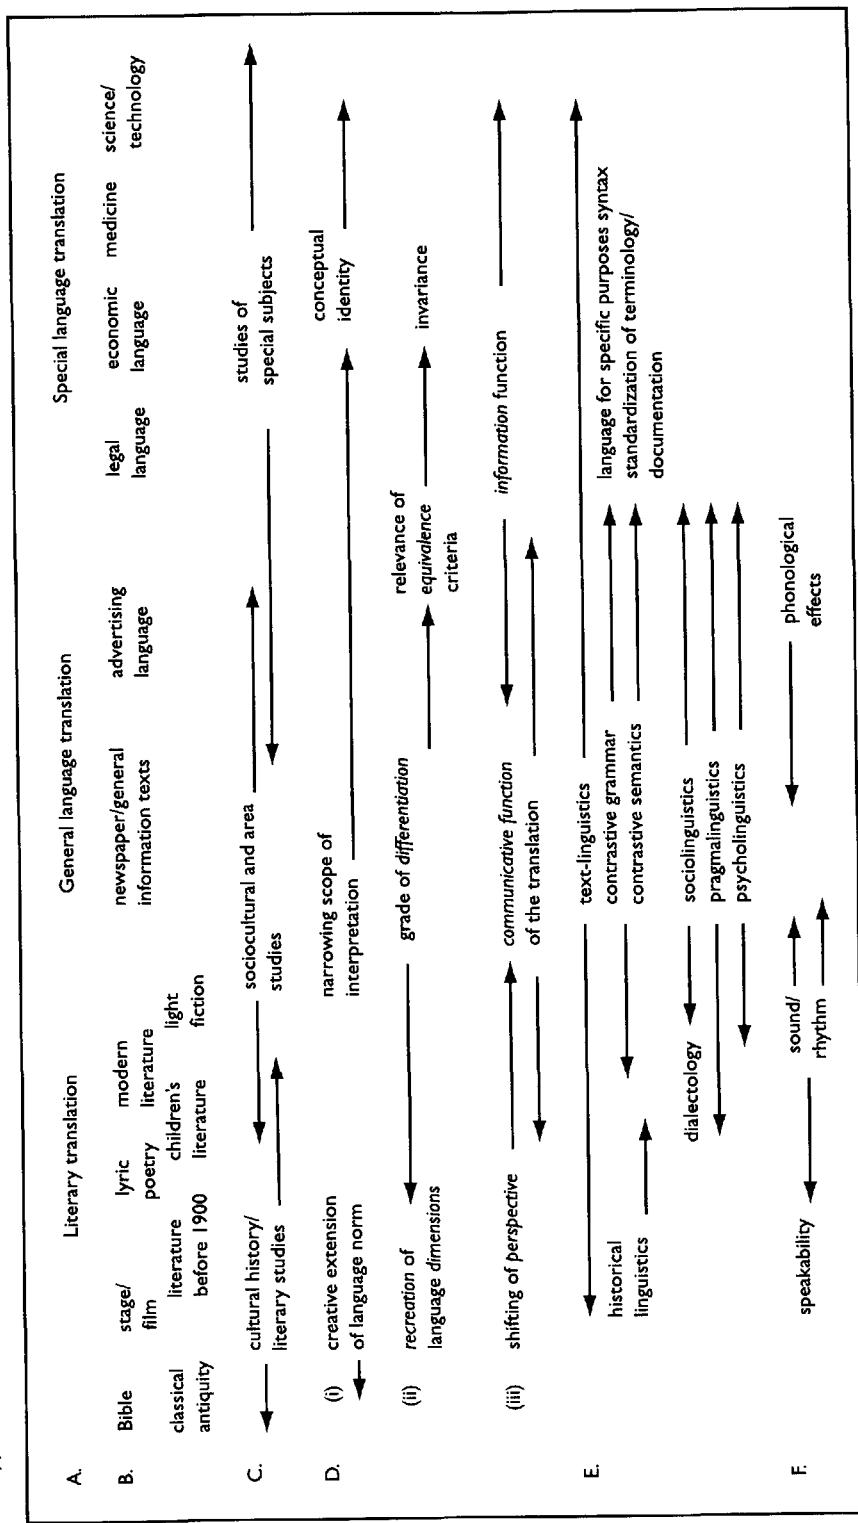 A.
Literary translation
General language translation
Special language translation
B.
Bible
classical
antiquity
stage/
film
literature
before 1900
lyric
poetry
children's
literature
modern
literature
light
fiction
newspaper/general
information texts
advertising
language
legal
language
economic
language
medicine
science/
technology
C.
cultural history/
literary studies
sociocultural and area
studies
studies of
special subjects
D.
(i)
creative extension
of language norm
narrowing scope of
interpretation
conceptual
identity
(ii)
recreation of
language dimensions
grade of differentiation
relevance of
equivalence
criteria
invariance
(iii)
shifting of perspective
communicative function
of the translation
information function
E.
historical
linguistics
text-linguistics
contrastive grammar
contrastive semantics
language for specific purposes syntax
standardization of terminology/
documentation
dialectology
sociolinguistics
pragmalinguistics
psycholinguistics
F.
speakability
sound/
rhythm
phonological
effects